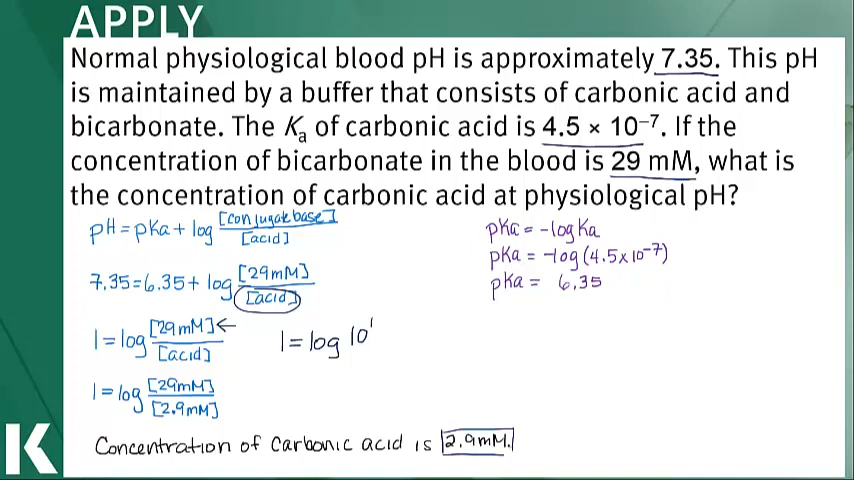 APPLY
Normal physiological blood pH is approximately 7.35. This pH
is maintained by a buffer that consists of carbonic acid and
bicarbonate. The Ka of carbonic acid is 4.5 × 10⁻⁷. If the
concentration of bicarbonate in the blood is 29 mM, what is
the concentration of carbonic acid at physiological pH?
pH = pKa + log [conjugate base] / [acid]
7.35 = 6.35 + log [29mM] / [acid]
1 = log [29mM] / [acid] ←
1 = log [29mM] / [2.9mM]
1 = log 10¹
pKa = -log Ka
pKa = -log (4.5 x 10⁻⁷)
pKa = 6.35
Concentration of carbonic acid is 2.9mM.
K